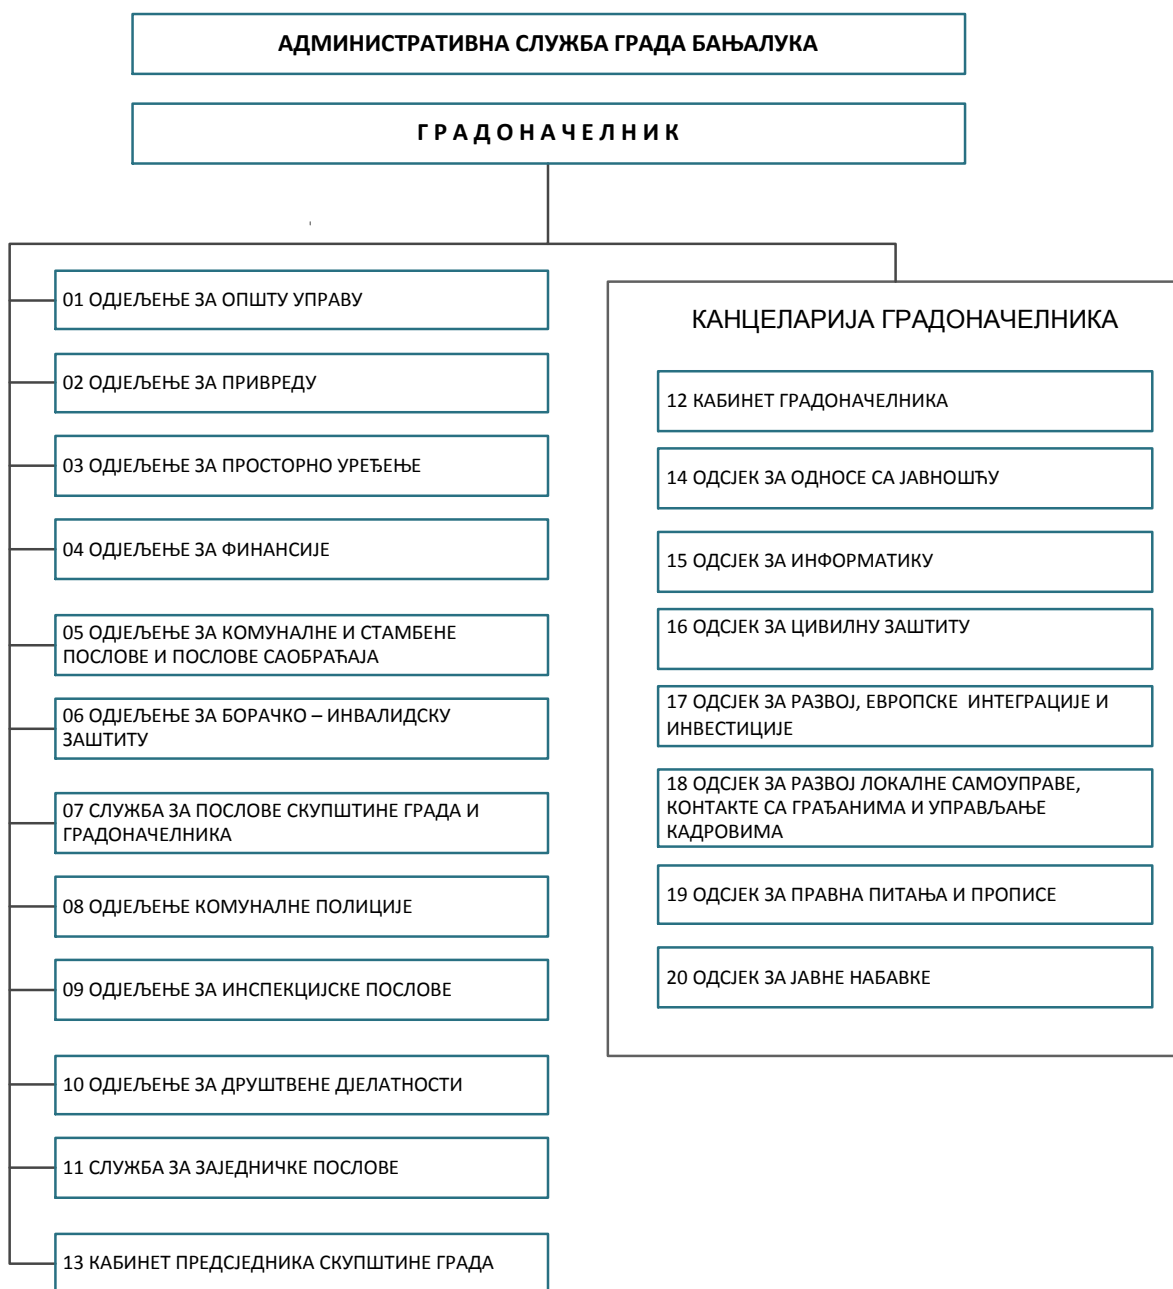 АДМИНИСТРАТИВНА СЛУЖБА ГРАДА БАЊАЛУКА
Г Р А Д О Н А Ч Е Л Н И К
01 ОДЈЕЉЕЊЕ ЗА ОПШТУ УПРАВУ
02 ОДЈЕЉЕЊЕ ЗА ПРИВРЕДУ
03 ОДЈЕЉЕЊЕ ЗА ПРОСТОРНО УРЕЂЕЊЕ
04 ОДЈЕЉЕЊЕ ЗА ФИНАНСИЈЕ
05 ОДЈЕЉЕЊЕ ЗА КОМУНАЛНЕ И СТАМБЕНЕ
ПОСЛОВЕ И ПОСЛОВЕ САОБРАЋАЈА
06 ОДЈЕЉЕЊЕ ЗА БОРАЧКО – ИНВАЛИДСКУ
ЗАШТИТУ
07 СЛУЖБА ЗА ПОСЛОВЕ СКУПШТИНЕ ГРАДА И
ГРАДОНАЧЕЛНИКА
08 ОДЈЕЉЕЊЕ КОМУНАЛНЕ ПОЛИЦИЈЕ
09 ОДЈЕЉЕЊЕ ЗА ИНСПЕКЦИЈСКЕ ПОСЛОВЕ
10 ОДЈЕЉЕЊЕ ЗА ДРУШТВЕНЕ ДЈЕЛАТНОСТИ
11 СЛУЖБА ЗА ЗАЈЕДНИЧКЕ ПОСЛОВЕ
13 КАБИНЕТ ПРЕДСЈЕДНИКА СКУПШТИНЕ ГРАДА
КАНЦЕЛАРИЈА ГРАДОНАЧЕЛНИКА
12 КАБИНЕТ ГРАДОНАЧЕЛНИКА
14 ОДСЈЕК ЗА ОДНОСЕ СА ЈАВНОШЋУ
15 ОДСЈЕК ЗА ИНФОРМАТИКУ
16 ОДСЈЕК ЗА ЦИВИЛНУ ЗАШТИТУ
17 ОДСЈЕК ЗА РАЗВОЈ, ЕВРОПСКЕ ИНТЕГРАЦИЈЕ И
ИНВЕСТИЦИЈЕ
18 ОДСЈЕК ЗА РАЗВОЈ ЛОКАЛНЕ САМОУПРАВЕ,
КОНТАКТЕ СА ГРАЂАНИМА И УПРАВЉАЊЕ
КАДРОВИМА
19 ОДСЈЕК ЗА ПРАВНА ПИТАЊА И ПРОПИСЕ
20 ОДСЈЕК ЗА ЈАВНЕ НАБАВКЕ